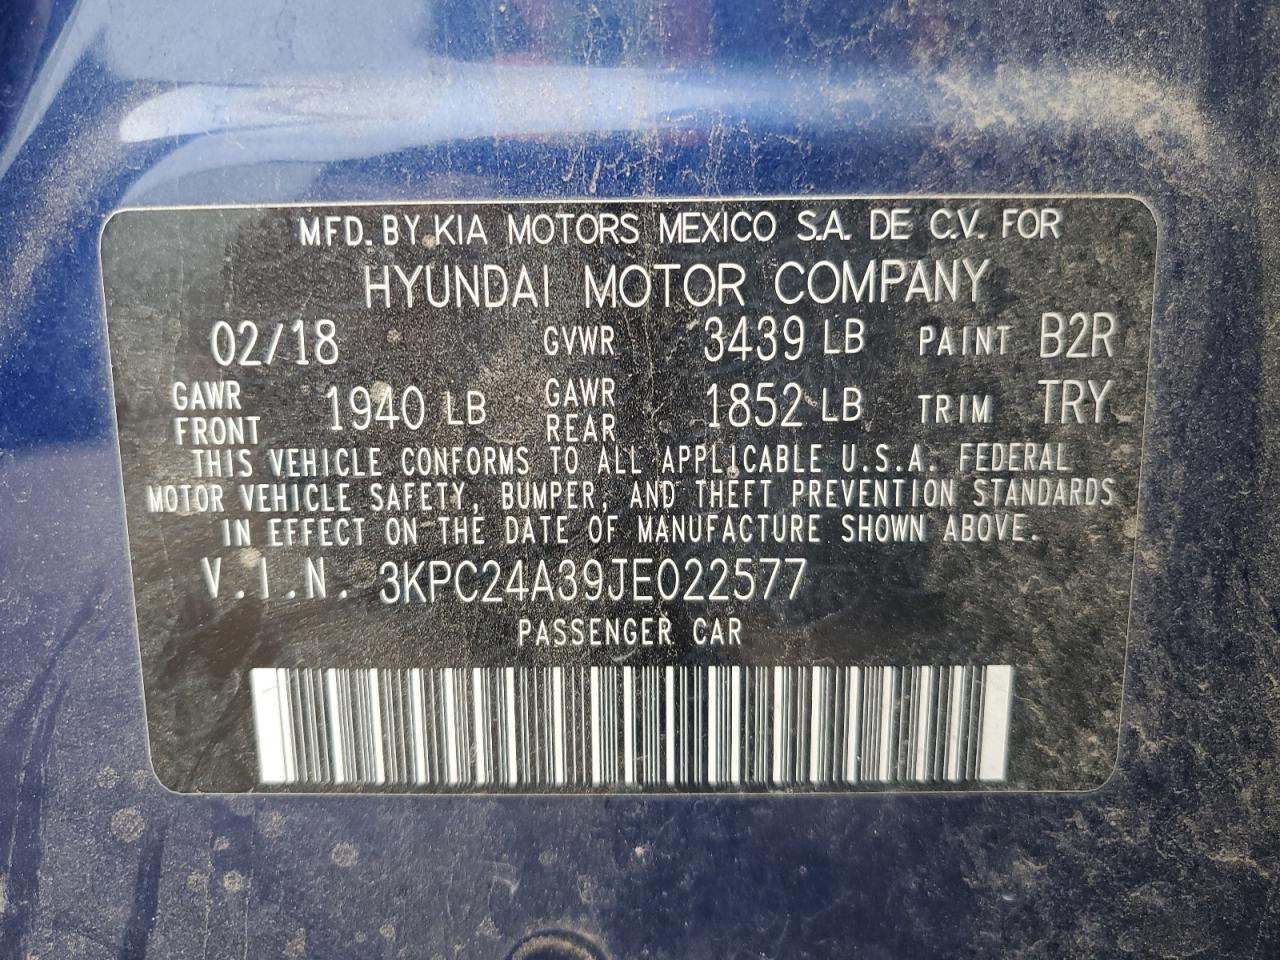 MFD. BY KIA MOTORS MEXICO S.A. DE C.V. FOR
HYUNDAI MOTOR COMPANY
02/18 GVWR 3439 LB PAINT B2R
GAWR FRONT 1940 LB GAWR REAR 1852 LB TRIM TRY
THIS VEHICLE CONFORMS TO ALL APPLICABLE U.S.A. FEDERAL
MOTOR VEHICLE SAFETY, BUMPER, AND THEFT PREVENTION STANDARDS
IN EFFECT ON THE DATE OF MANUFACTURE SHOWN ABOVE.
V.I.N. 3KPC24A39JE022577
PASSENGER CAR